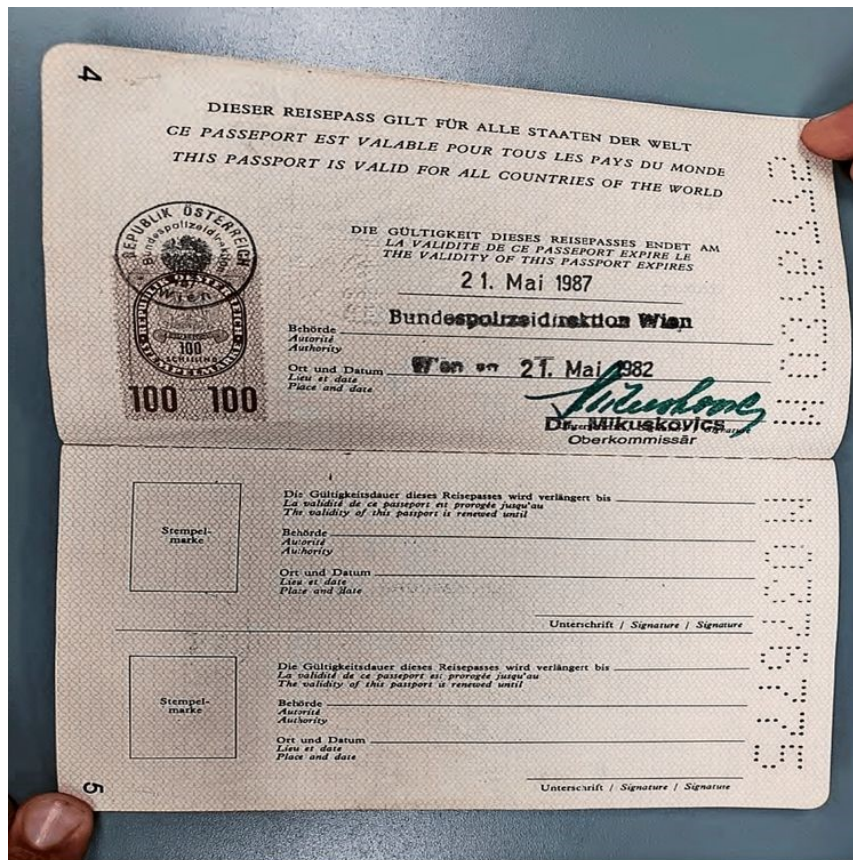 4
DIESER REISEPASS GILT FÜR ALLE STAATEN DER WELT
CE PASSEPORT EST VALABLE POUR TOUS LES PAYS DU MONDE
THIS PASSPORT IS VALID FOR ALL COUNTRIES OF THE WORLD
REPUBLIK ÖSTERREICH
Bundespolizeidirektion
Wien
100
SCHILLING
STEMPELMARKE
100 100
DIE GÜLTIGKEIT DIESES REISEPASSES ENDET AM
LA VALIDITE DE CE PASSEPORT EXPIRE LE
THE VALIDITY OF THIS PASSPORT EXPIRES
21. Mai 1987
Behörde Bundespolizeidirektion Wien
Autorité
Authority
Ort und Datum Wien am 21. Mai 1982
Lieu et date
Place and date
Dr. Mikuskovics
Oberkommissär
Stempel-
marke
Die Gültigkeitsdauer dieses Reisepasses wird verlängert bis
La validité de ce passeport est prorogée jusqu'au
The validity of this passport is renewed until
Behörde
Autorité
Authority
Ort und Datum
Lieu et date
Place and date
Unterschrift / Signature / Signature
Stempel-
marke
Die Gültigkeitsdauer dieses Reisepasses wird verlängert bis
La validité de ce passeport est prorogée jusqu'au
The validity of this passport is renewed until
Behörde
Autorité
Authority
Ort und Datum
Lieu et date
Place and date
Unterschrift / Signature / Signature
5